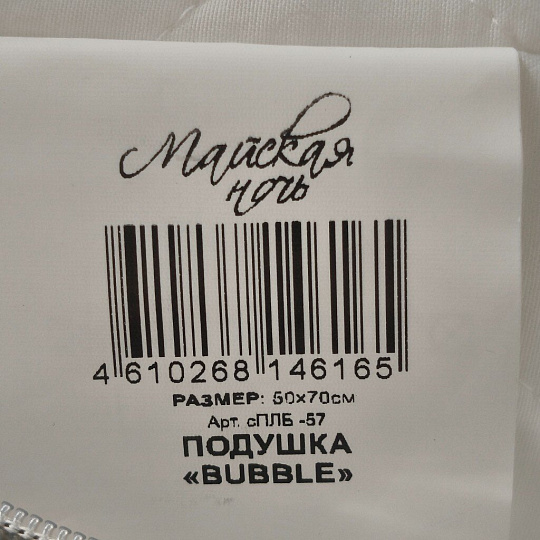 Майская
ночь
4 610268 146165
РАЗМЕР: 50х70см
Арт. сПЛБ -57
ПОДУШКА
«BUBBLE»